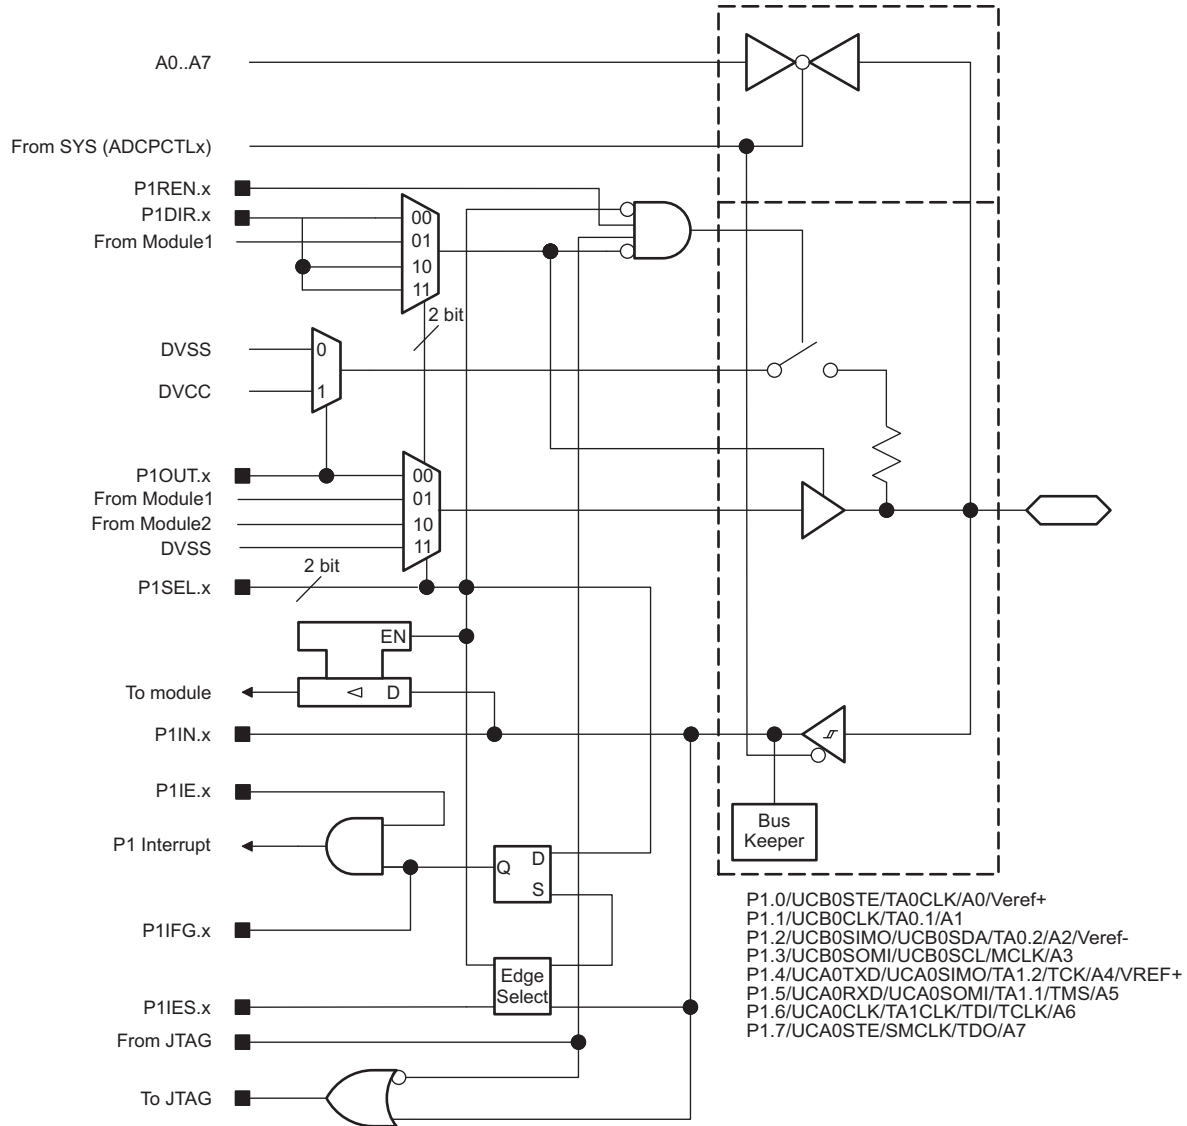 A0..A7
From SYS (ADCPCTLx)
P1REN.x
P1DIR.x
From Module1
00
01
10
11
2 bit
DVSS
0
DVCC
1
P1OUT.x
From Module1
From Module2
DVSS
00
01
10
11
P1SEL.x
2 bit
EN
To module
D
P1IN.x
P1IE.x
Bus
Keeper
P1 Interrupt
Q
D
S
P1IFG.x
Edge
Select
P1IES.x
From JTAG
To JTAG
P1.0/UCB0STE/TA0CLK/A0/Veref+
P1.1/UCB0CLK/TA0.1/A1
P1.2/UCB0SIMO/UCB0SDA/TA0.2/A2/Veref-
P1.3/UCB0SOMI/UCB0SCL/MCLK/A3
P1.4/UCA0TXD/UCA0SIMO/TA1.2/TCK/A4/VREF+
P1.5/UCA0RXD/UCA0SOMI/TA1.1/TMS/A5
P1.6/UCA0CLK/TA1CLK/TDI/TCLK/A6
P1.7/UCA0STE/SMCLK/TDO/A7